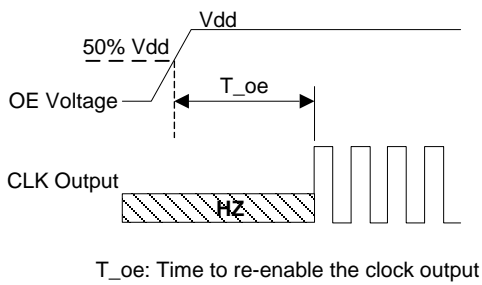 Vdd
50% Vdd
T_oe
OE Voltage
CLK Output
HZ
T_oe: Time to re-enable the clock output